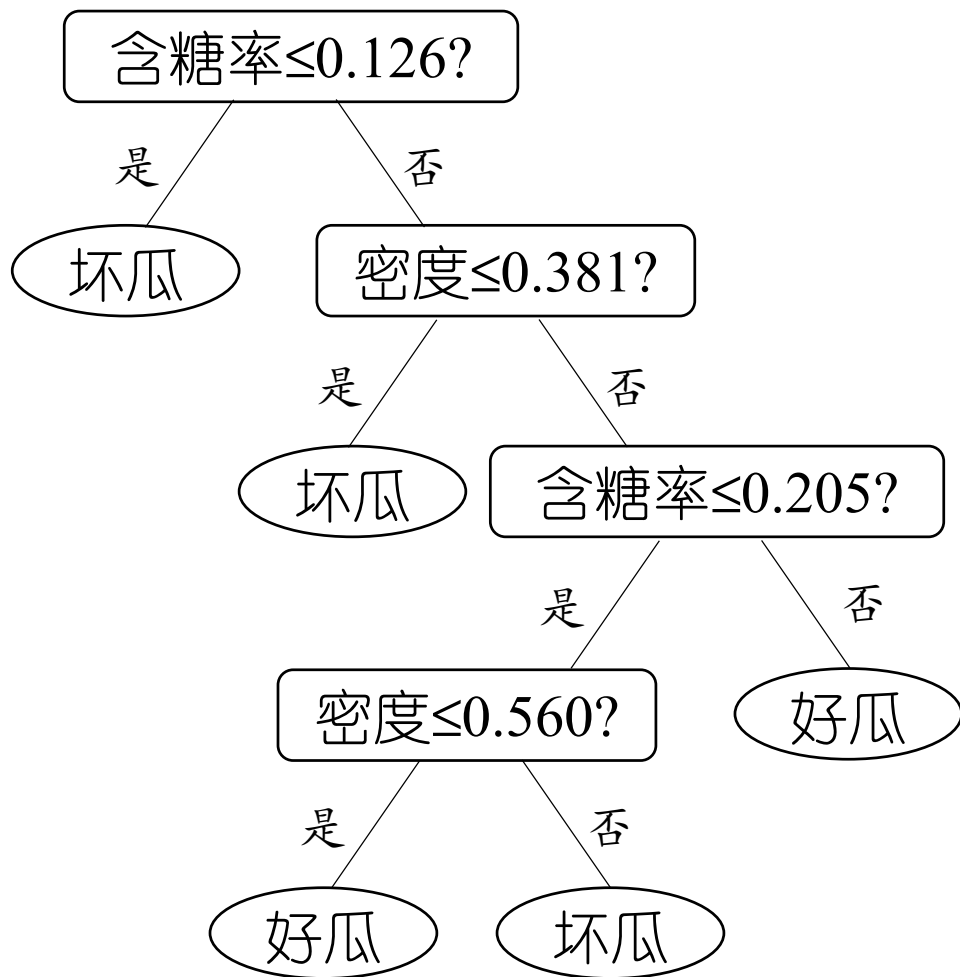 含糖率≤0.126?
是
否
坏瓜
密度≤0.381?
是
否
坏瓜
含糖率≤0.205?
是
否
密度≤0.560?
好瓜
是
否
好瓜
坏瓜